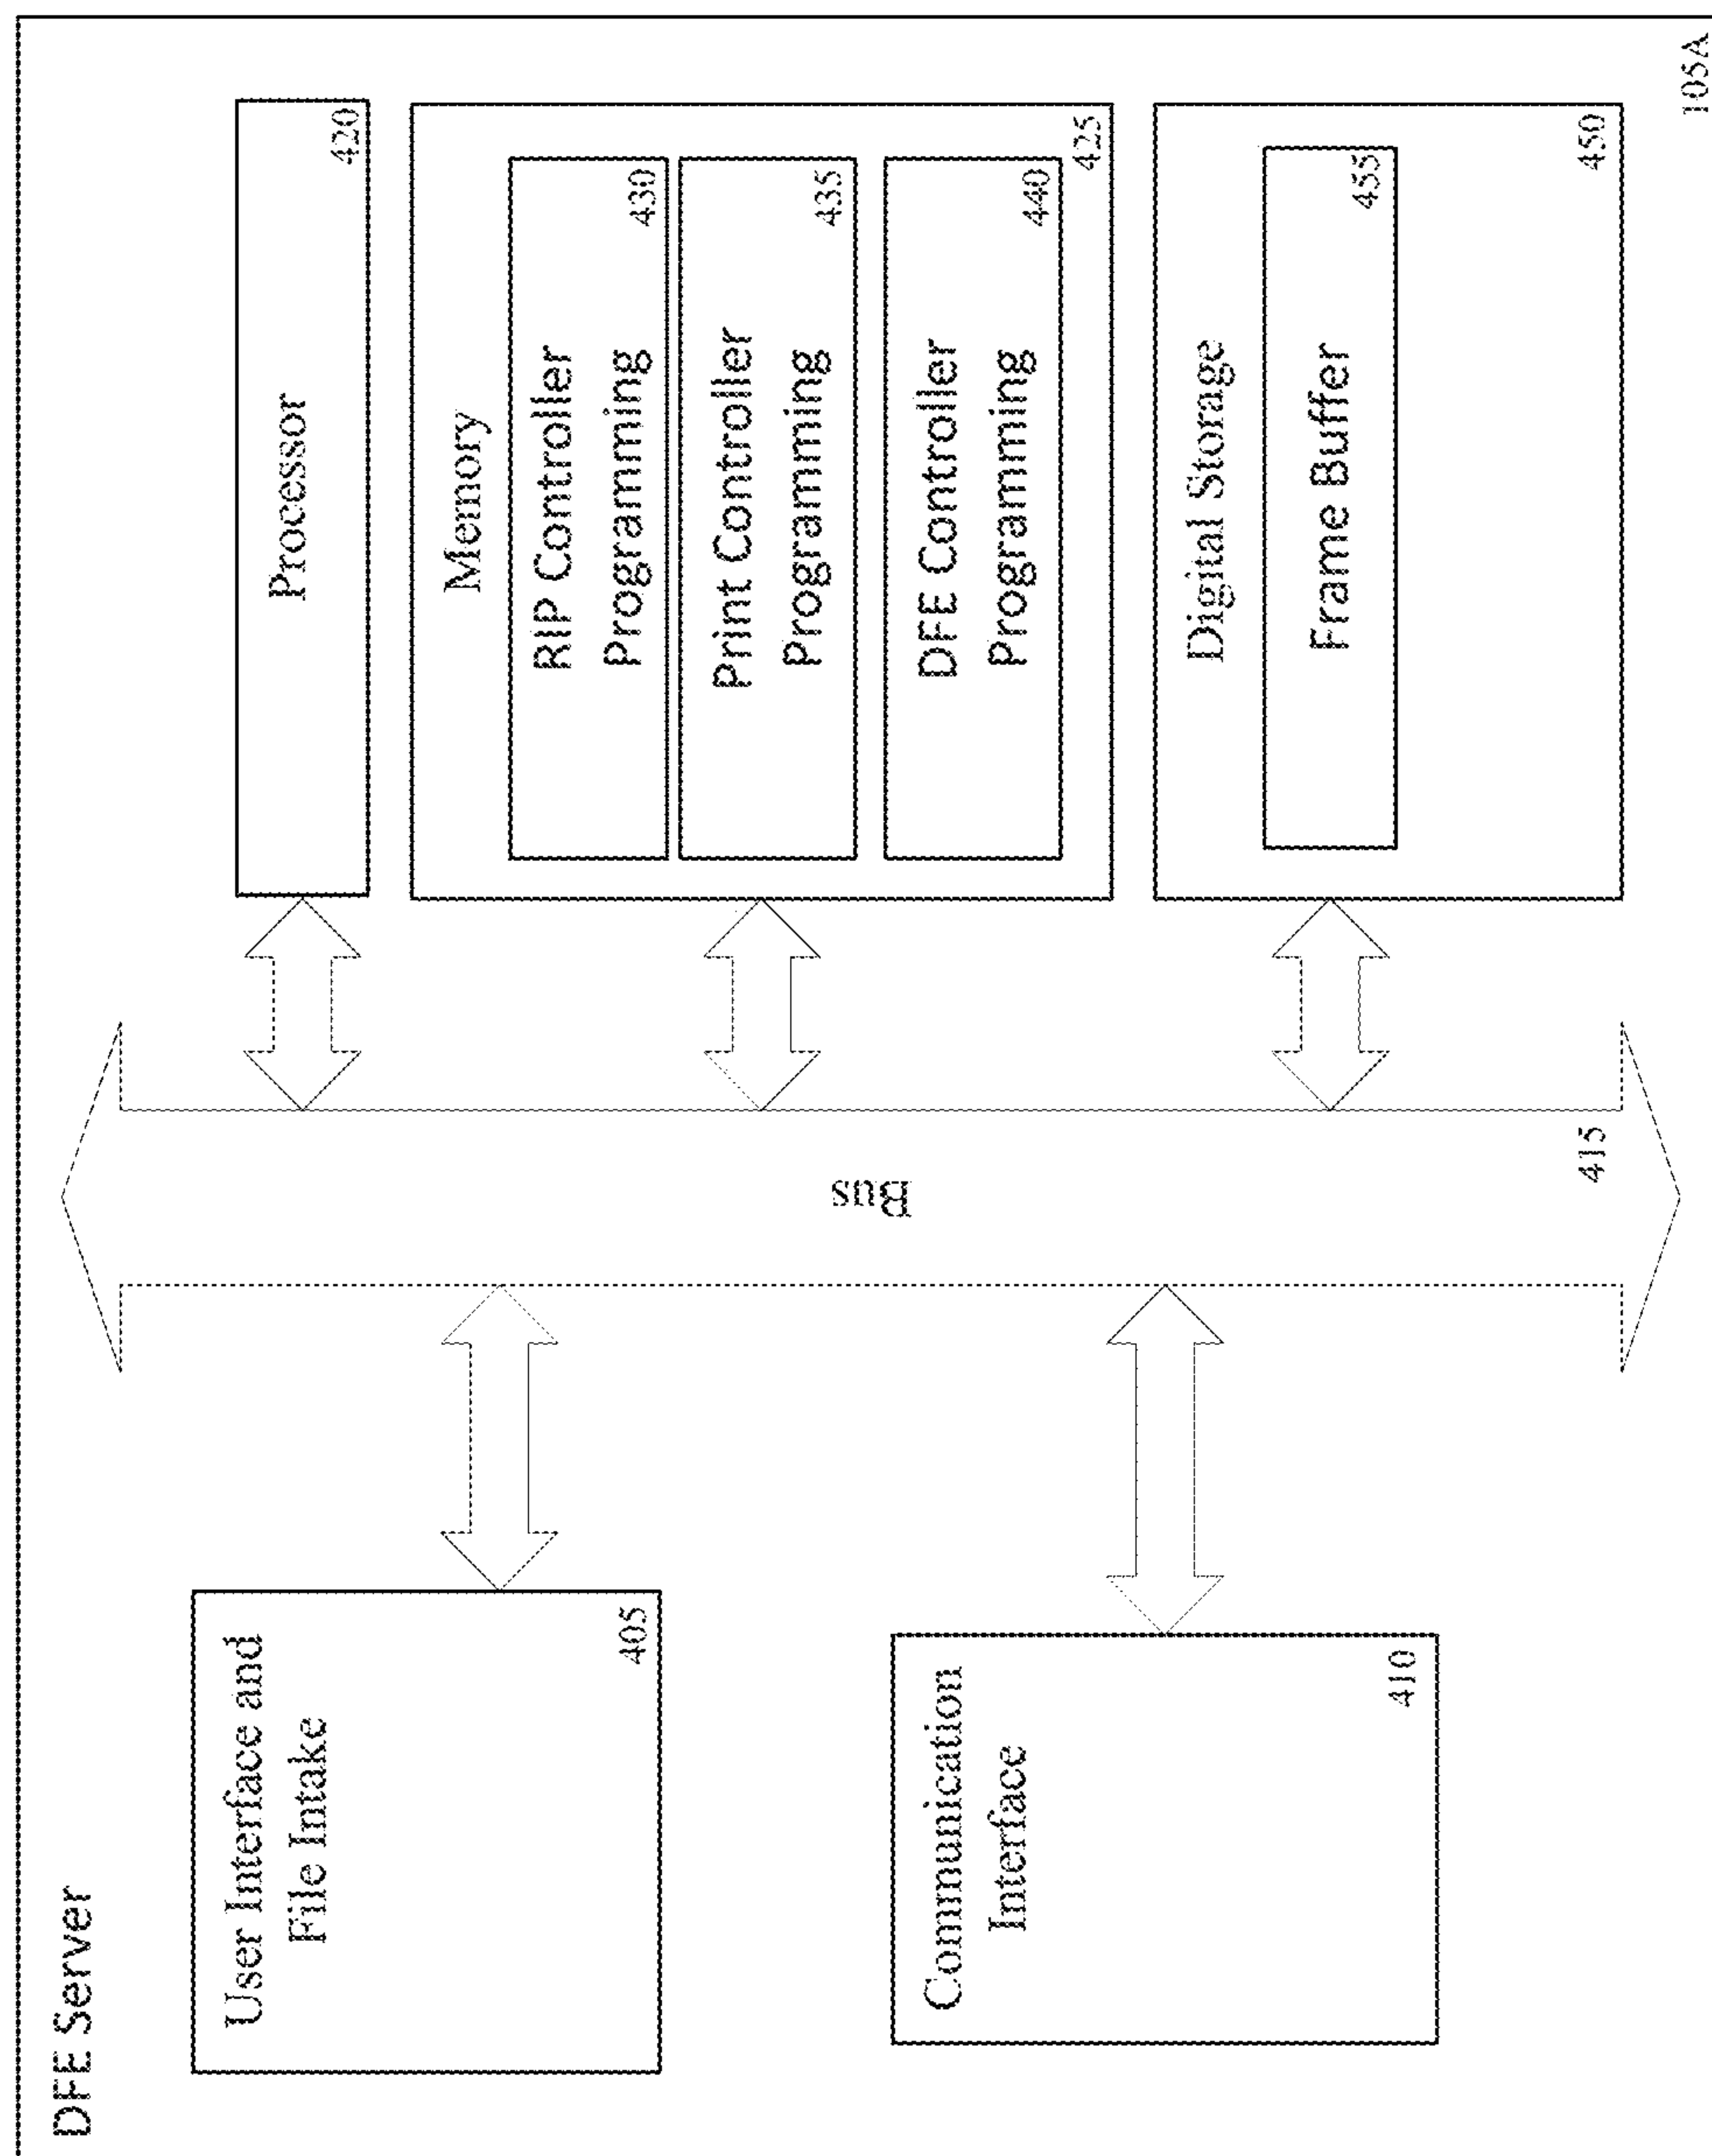 DFE Server
User Interface and
File Intake
405
Communication
Interface
410
Bus
415
Processor
420
Memory
RIP Controller
Programming
430
Print Controller
Programming
435
DFE Controller
Programming
440
425
Digital Storage
Frame Buffer
455
450
105A